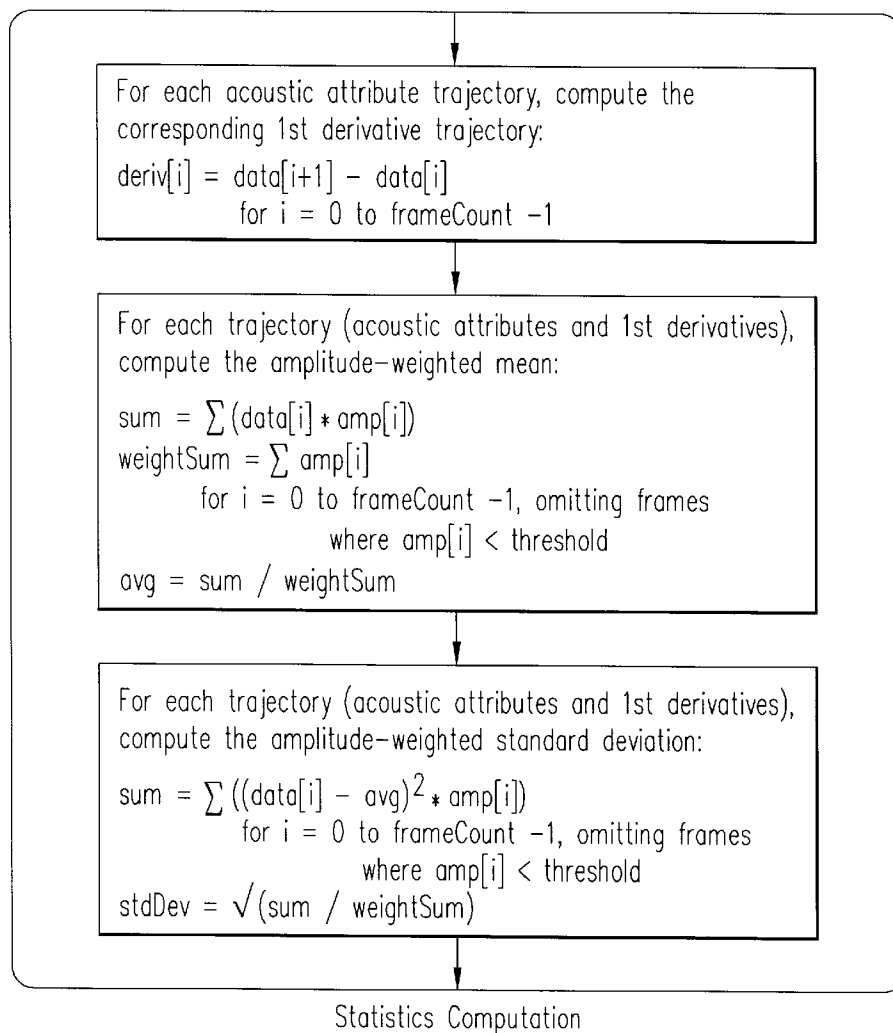 For each acoustic attribute trajectory, compute the
corresponding 1st derivative trajectory:
deriv[i] = data[i+1] - data[i]
for i = 0 to frameCount -1
For each trajectory (acoustic attributes and 1st derivatives),
compute the amplitude-weighted mean:
sum = ∑ (data[i] * amp[i])
weightSum = ∑ amp[i]
for i = 0 to frameCount -1, omitting frames
where amp[i] < threshold
avg = sum / weightSum
For each trajectory (acoustic attributes and 1st derivatives),
compute the amplitude-weighted standard deviation:
sum = ∑ ((data[i] - avg)² * amp[i])
for i = 0 to frameCount -1, omitting frames
where amp[i] < threshold
stdDev = √(sum / weightSum)
Statistics Computation